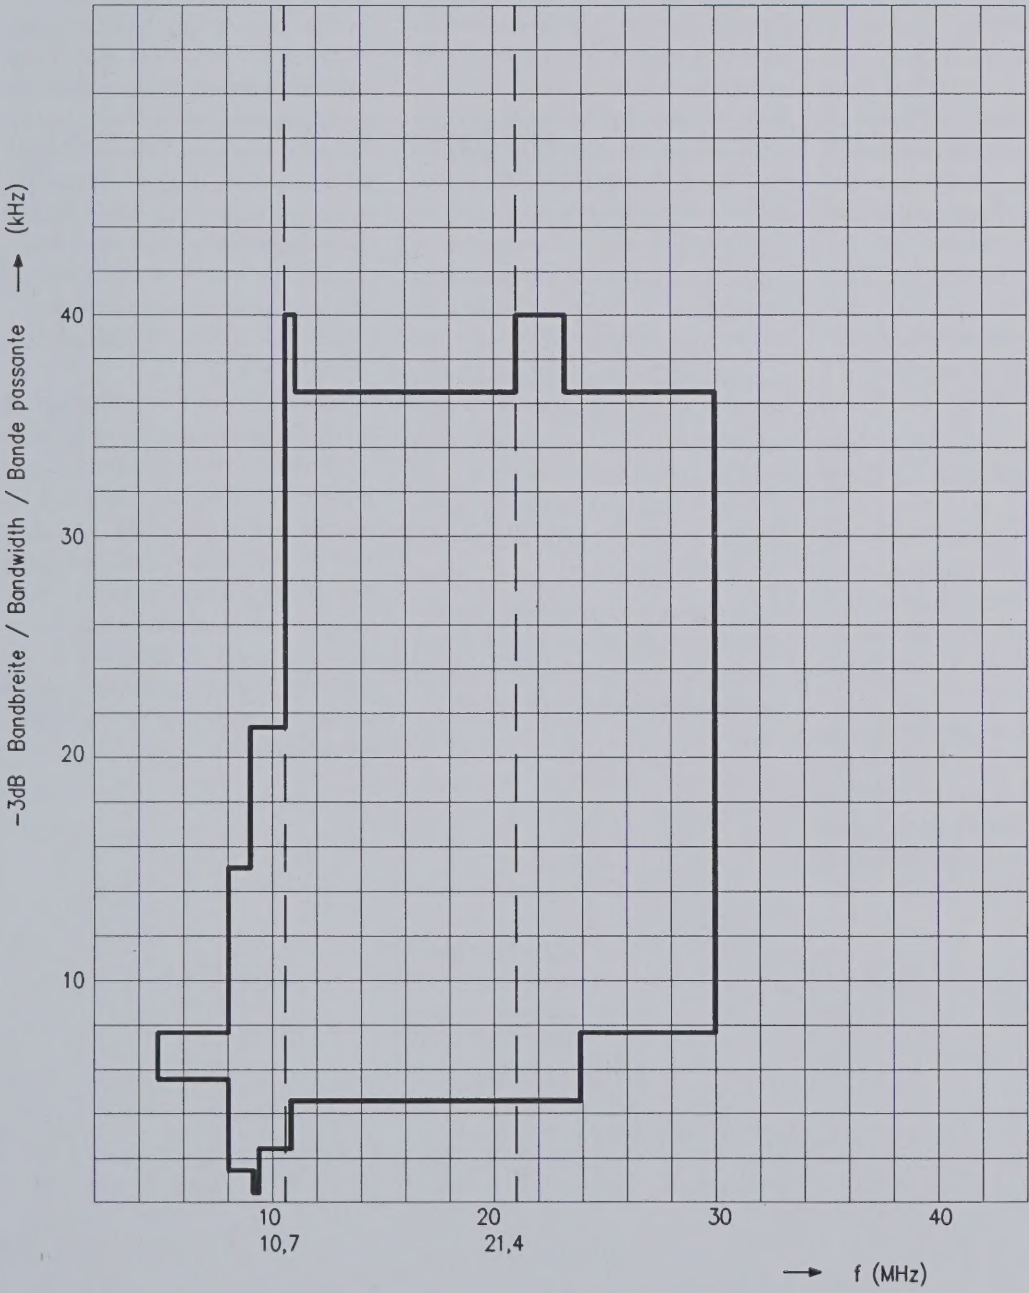 -3dB Bandbreite / Bandwidth / Bande passante → (kHz)
40
30
20
10
10 20 30 40
10,7 21,4
→ f (MHz)